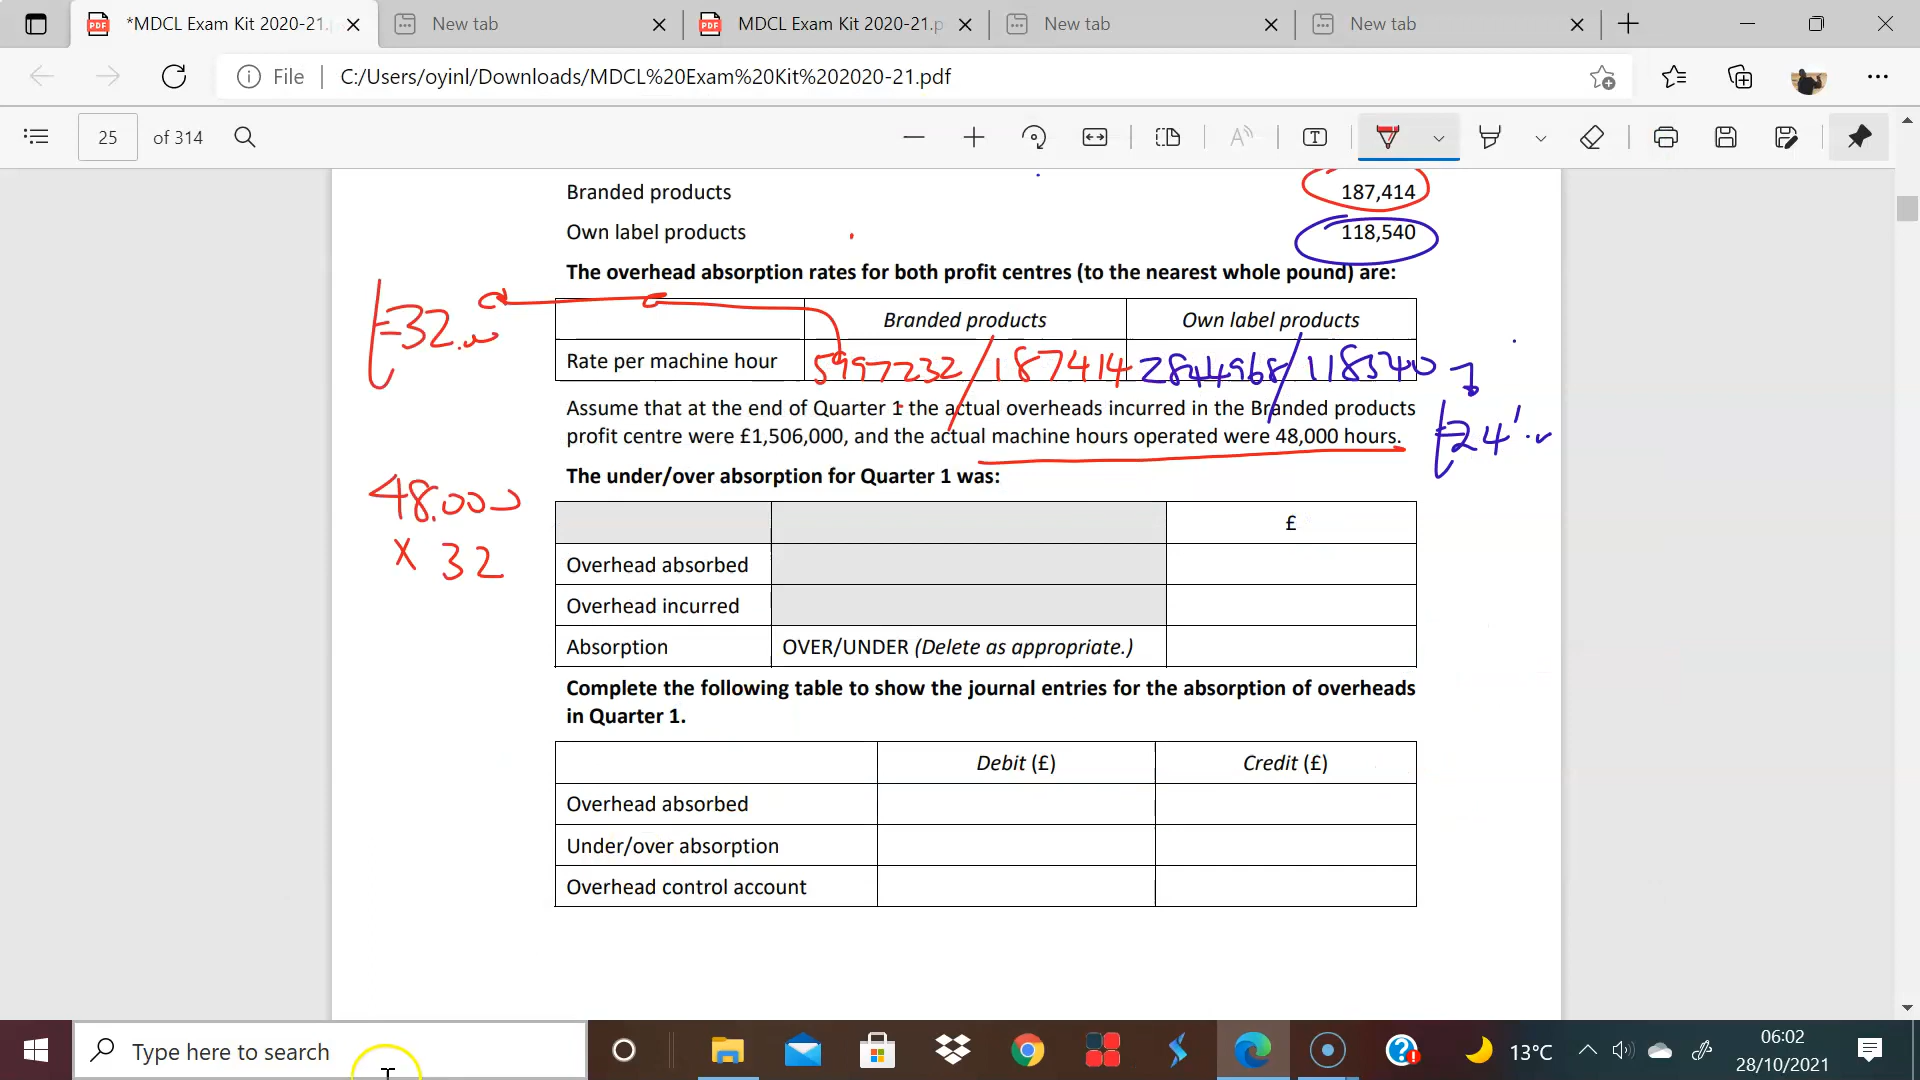 *MDCL Exam Kit 2020-21.p
New tab
MDCL Exam Kit 2020-21.p
New tab
New tab
File
C:/Users/oyinl/Downloads/MDCL%20Exam%20Kit%202020-21.pdf
25 of 314
Branded products 187,414
Own label products 118,540
The overhead absorption rates for both profit centres (to the nearest whole pound) are:
Branded products Own label products
Rate per machine hour 5997232/187414 2844968/118540
£32.00
£24.00
Assume that at the end of Quarter 1 the actual overheads incurred in the Branded products
profit centre were £1,506,000, and the actual machine hours operated were 48,000 hours.
The under/over absorption for Quarter 1 was:
48.000
x 32
£
Overhead absorbed
Overhead incurred
Absorption OVER/UNDER (Delete as appropriate.)
Complete the following table to show the journal entries for the absorption of overheads
in Quarter 1.
Debit (£) Credit (£)
Overhead absorbed
Under/over absorption
Overhead control account
Type here to search
13°C
06:02
28/10/2021